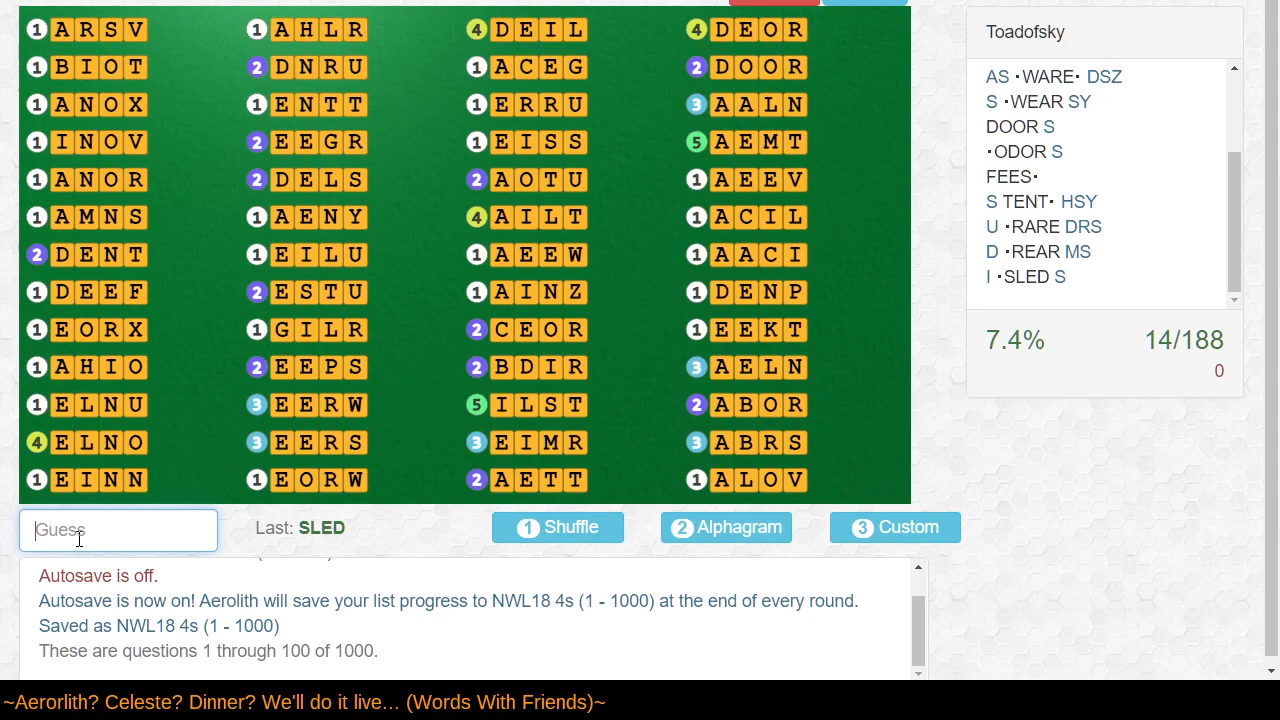 1 ARSV 1 AHLR 4 DEIL 4 DEOR
1 BIOT 2 DNRU 1 ACEG 2 DOOR
1 ANOX 1 ENTT 1 ERRU 3 AALN
1 INOV 2 EEGR 1 EISS 5 AEMT
1 ANOR 2 DELS 2 AOTU 1 AEEV
1 AMNS 1 AENY 4 AILT 1 ACIL
2 DENT 1 EILU 1 AEEW 1 AACI
1 DEEF 2 ESTU 1 AINZ 1 DENP
1 EORX 1 GILR 2 CEOR 1 EEKT
1 AHIO 2 EEPS 2 BDIR 3 AELN
1 ELNU 3 EERW 5 ILST 2 ABOR
4 ELNO 3 EERS 3 EIMR 3 ABRS
1 EINN 1 EORW 2 AETT 1 ALOV
Guess
Last: SLED
1 Shuffle
2 Alphagram
3 Custom
Autosave is off.
Autosave is now on! Aerolith will save your list progress to NWL18 4s (1 - 1000) at the end of every round.
Saved as NWL18 4s (1 - 1000)
These are questions 1 through 100 of 1000.
Toadofsky
AS ·WARE· DSZ
S ·WEAR SY
DOOR S
·ODOR S
FEES·
S TENT· HSY
U ·RARE DRS
D ·REAR MS
I ·SLED S
7.4% 14/188
0
~Aerorlith? Celeste? Dinner? We'll do it live... (Words With Friends)~